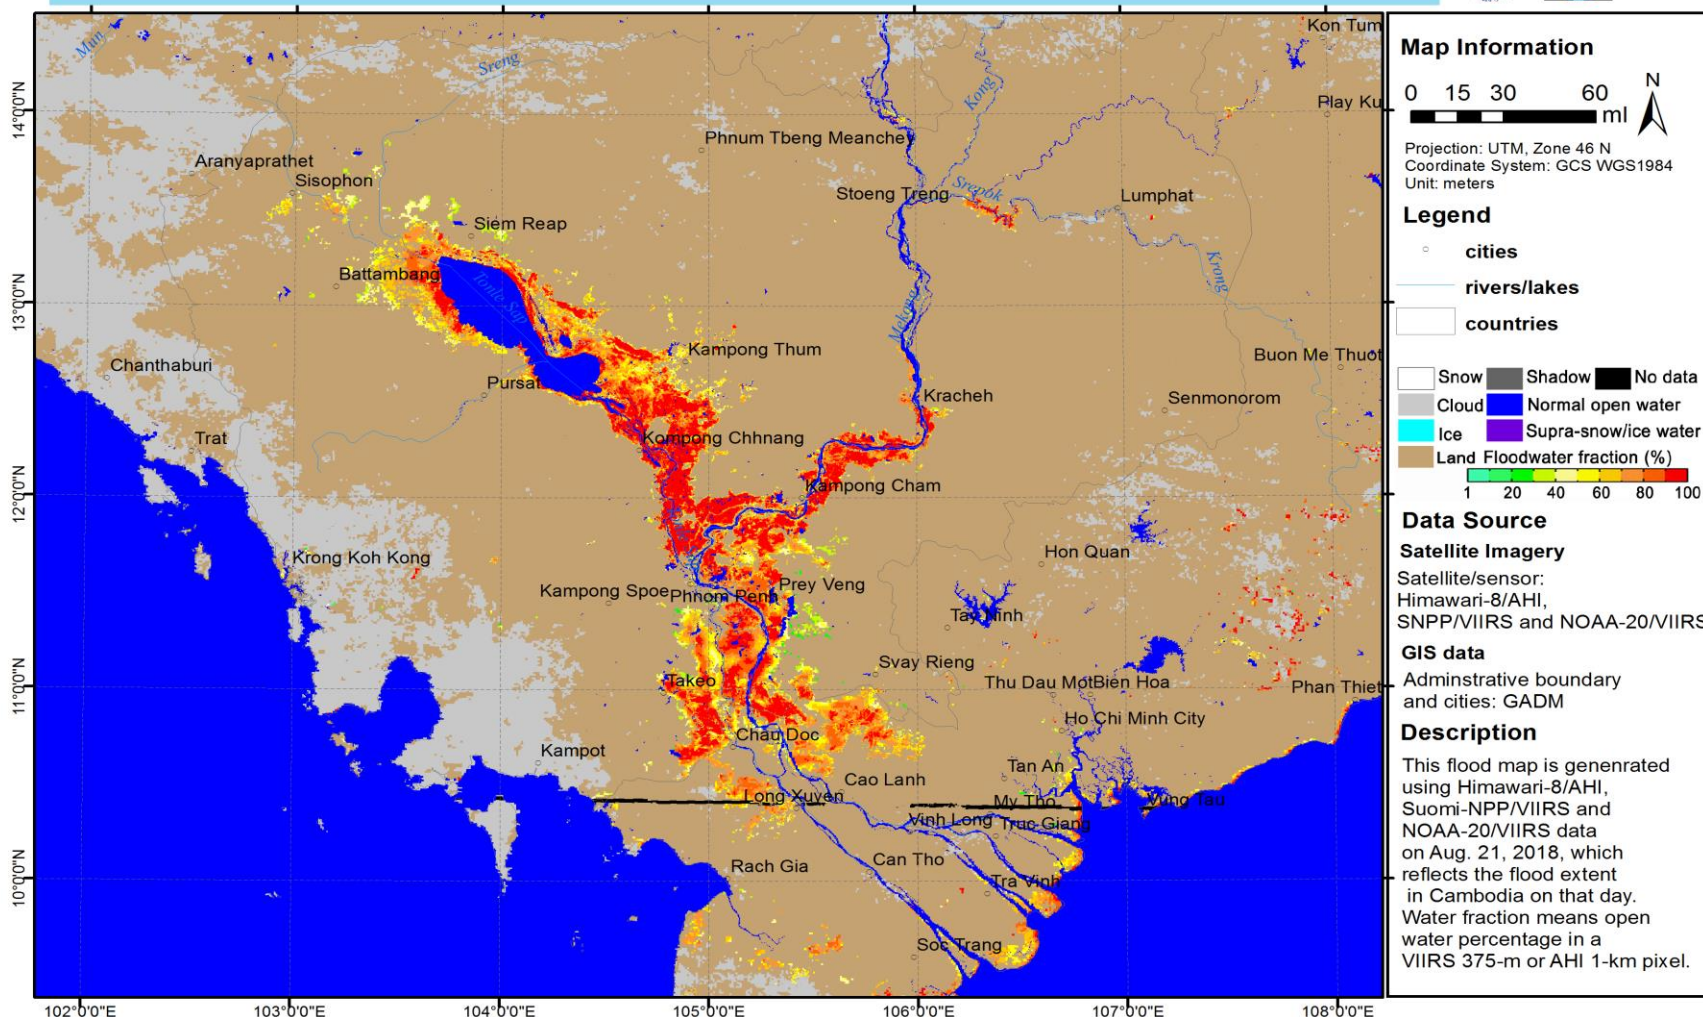 Mun
Sreng
Kong
Kon Tum
Play Ku
Phnum Tbeng Meanchey
Aranyaprathet
Sisophon
Stoeng Treng
Srepok
Lumphat
Siem Reap
Battambang
Tonle Sap
Krong
Mekong
Chanthaburi
Kampong Thum
Buon Me Thuot
Pursat
Kracheh
Senmonorom
Trat
Kompong Chhnang
Kampong Cham
Krong Koh Kong
Hon Quan
Kampong Spoe
Phnom Penh
Prey Veng
Tay Ninh
Takeo
Svay Rieng
Thu Dau Mot
Bien Hoa
Phan Thiet
Ho Chi Minh City
Chau Doc
Kampot
Tan An
Cao Lanh
Long Xuyen
My Tho
Vung Tau
Vinh Long
Truc Giang
Rach Gia
Can Tho
Tra Vinh
Soc Trang
14°0'0"N
13°0'0"N
12°0'0"N
11°0'0"N
10°0'0"N
102°0'0"E
103°0'0"E
104°0'0"E
105°0'0"E
106°0'0"E
107°0'0"E
108°0'0"E
Map Information
N
0 15 30 60
ml
Projection: UTM, Zone 46 N
Coordinate System: GCS WGS1984
Unit: meters
Legend
cities
rivers/lakes
countries
Snow Shadow No data
Cloud Normal open water
Ice Supra-snow/ice water
Land Floodwater fraction (%)
1 20 40 60 80 100
Data Source
Satellite Imagery
Satellite/sensor:
Himawari-8/AHI,
SNPP/VIIRS and NOAA-20/VIIRS
GIS data
Adminstrative boundary
and cities: GADM
Description
This flood map is genenrated
using Himawari-8/AHI,
Suomi-NPP/VIIRS and
NOAA-20/VIIRS data
on Aug. 21, 2018, which
reflects the flood extent
in Cambodia on that day.
Water fraction means open
water percentage in a
VIIRS 375-m or AHI 1-km pixel.